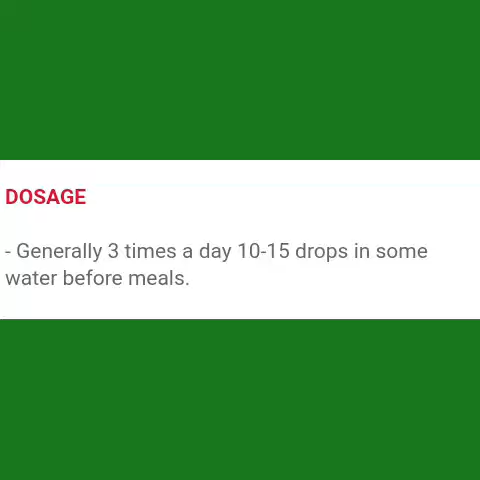 DOSAGE
- Generally 3 times a day 10-15 drops in some
water before meals.